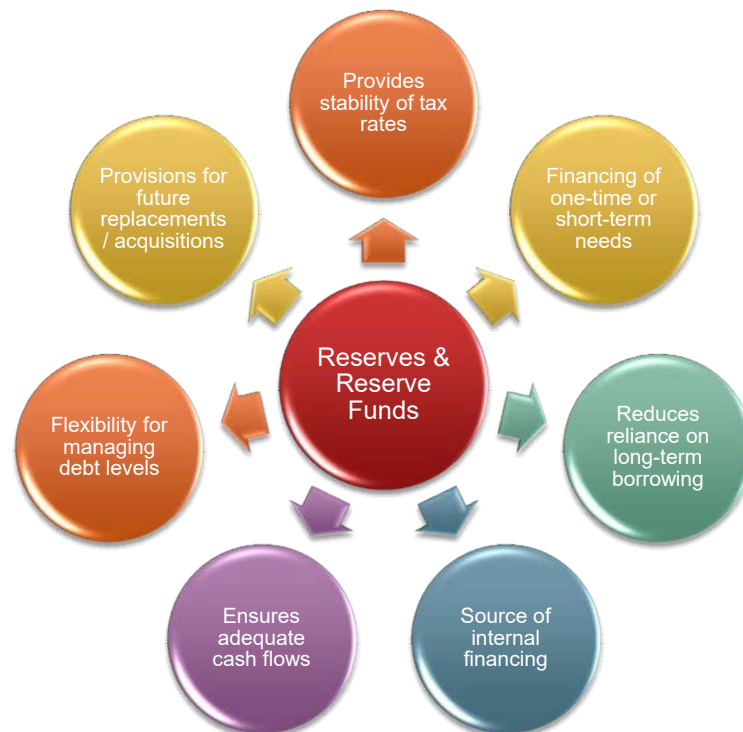 Provides
stability of tax
rates
Provisions for
future
replacements
/ acquisitions
Financing of
one-time or
short-term
needs
Reserves &
Reserve
Funds
Flexibility for
managing
debt levels
Reduces
reliance on
long-term
borrowing
Ensures
adequate
cash flows
Source of
internal
financing